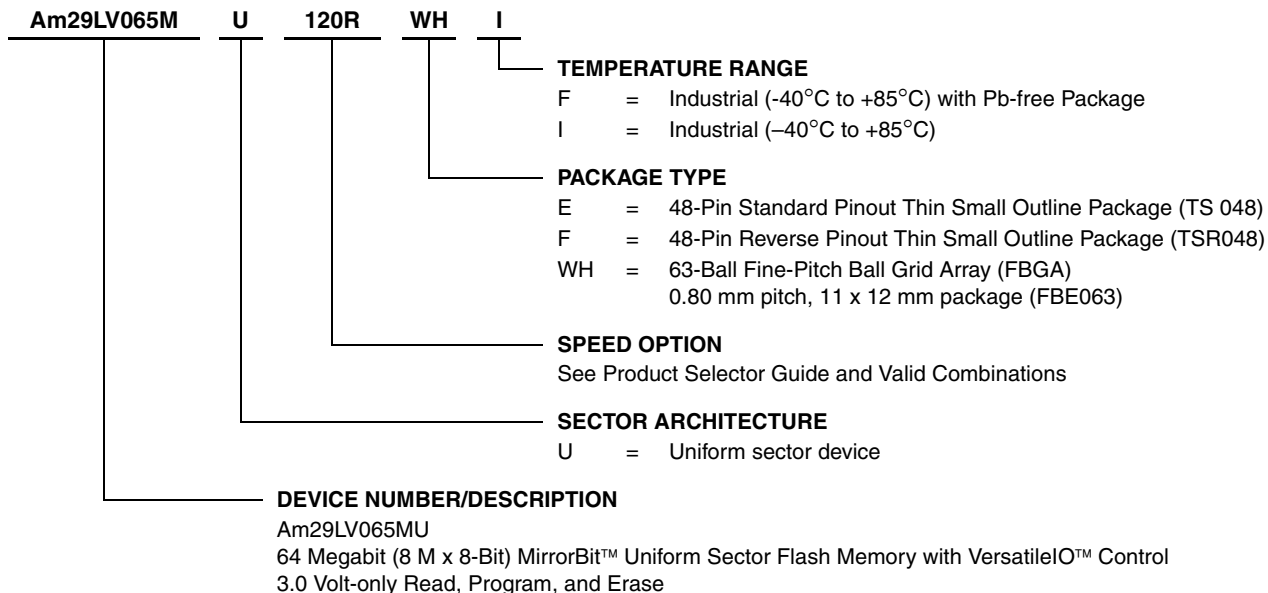 Am29LV065M U 120R WH I
TEMPERATURE RANGE
F = Industrial (-40°C to +85°C) with Pb-free Package
I = Industrial (–40°C to +85°C)
PACKAGE TYPE
E = 48-Pin Standard Pinout Thin Small Outline Package (TS 048)
F = 48-Pin Reverse Pinout Thin Small Outline Package (TSR048)
WH = 63-Ball Fine-Pitch Ball Grid Array (FBGA)
0.80 mm pitch, 11 x 12 mm package (FBE063)
SPEED OPTION
See Product Selector Guide and Valid Combinations
SECTOR ARCHITECTURE
U = Uniform sector device
DEVICE NUMBER/DESCRIPTION
Am29LV065MU
64 Megabit (8 M x 8-Bit) MirrorBit™ Uniform Sector Flash Memory with VersatileIO™ Control
3.0 Volt-only Read, Program, and Erase